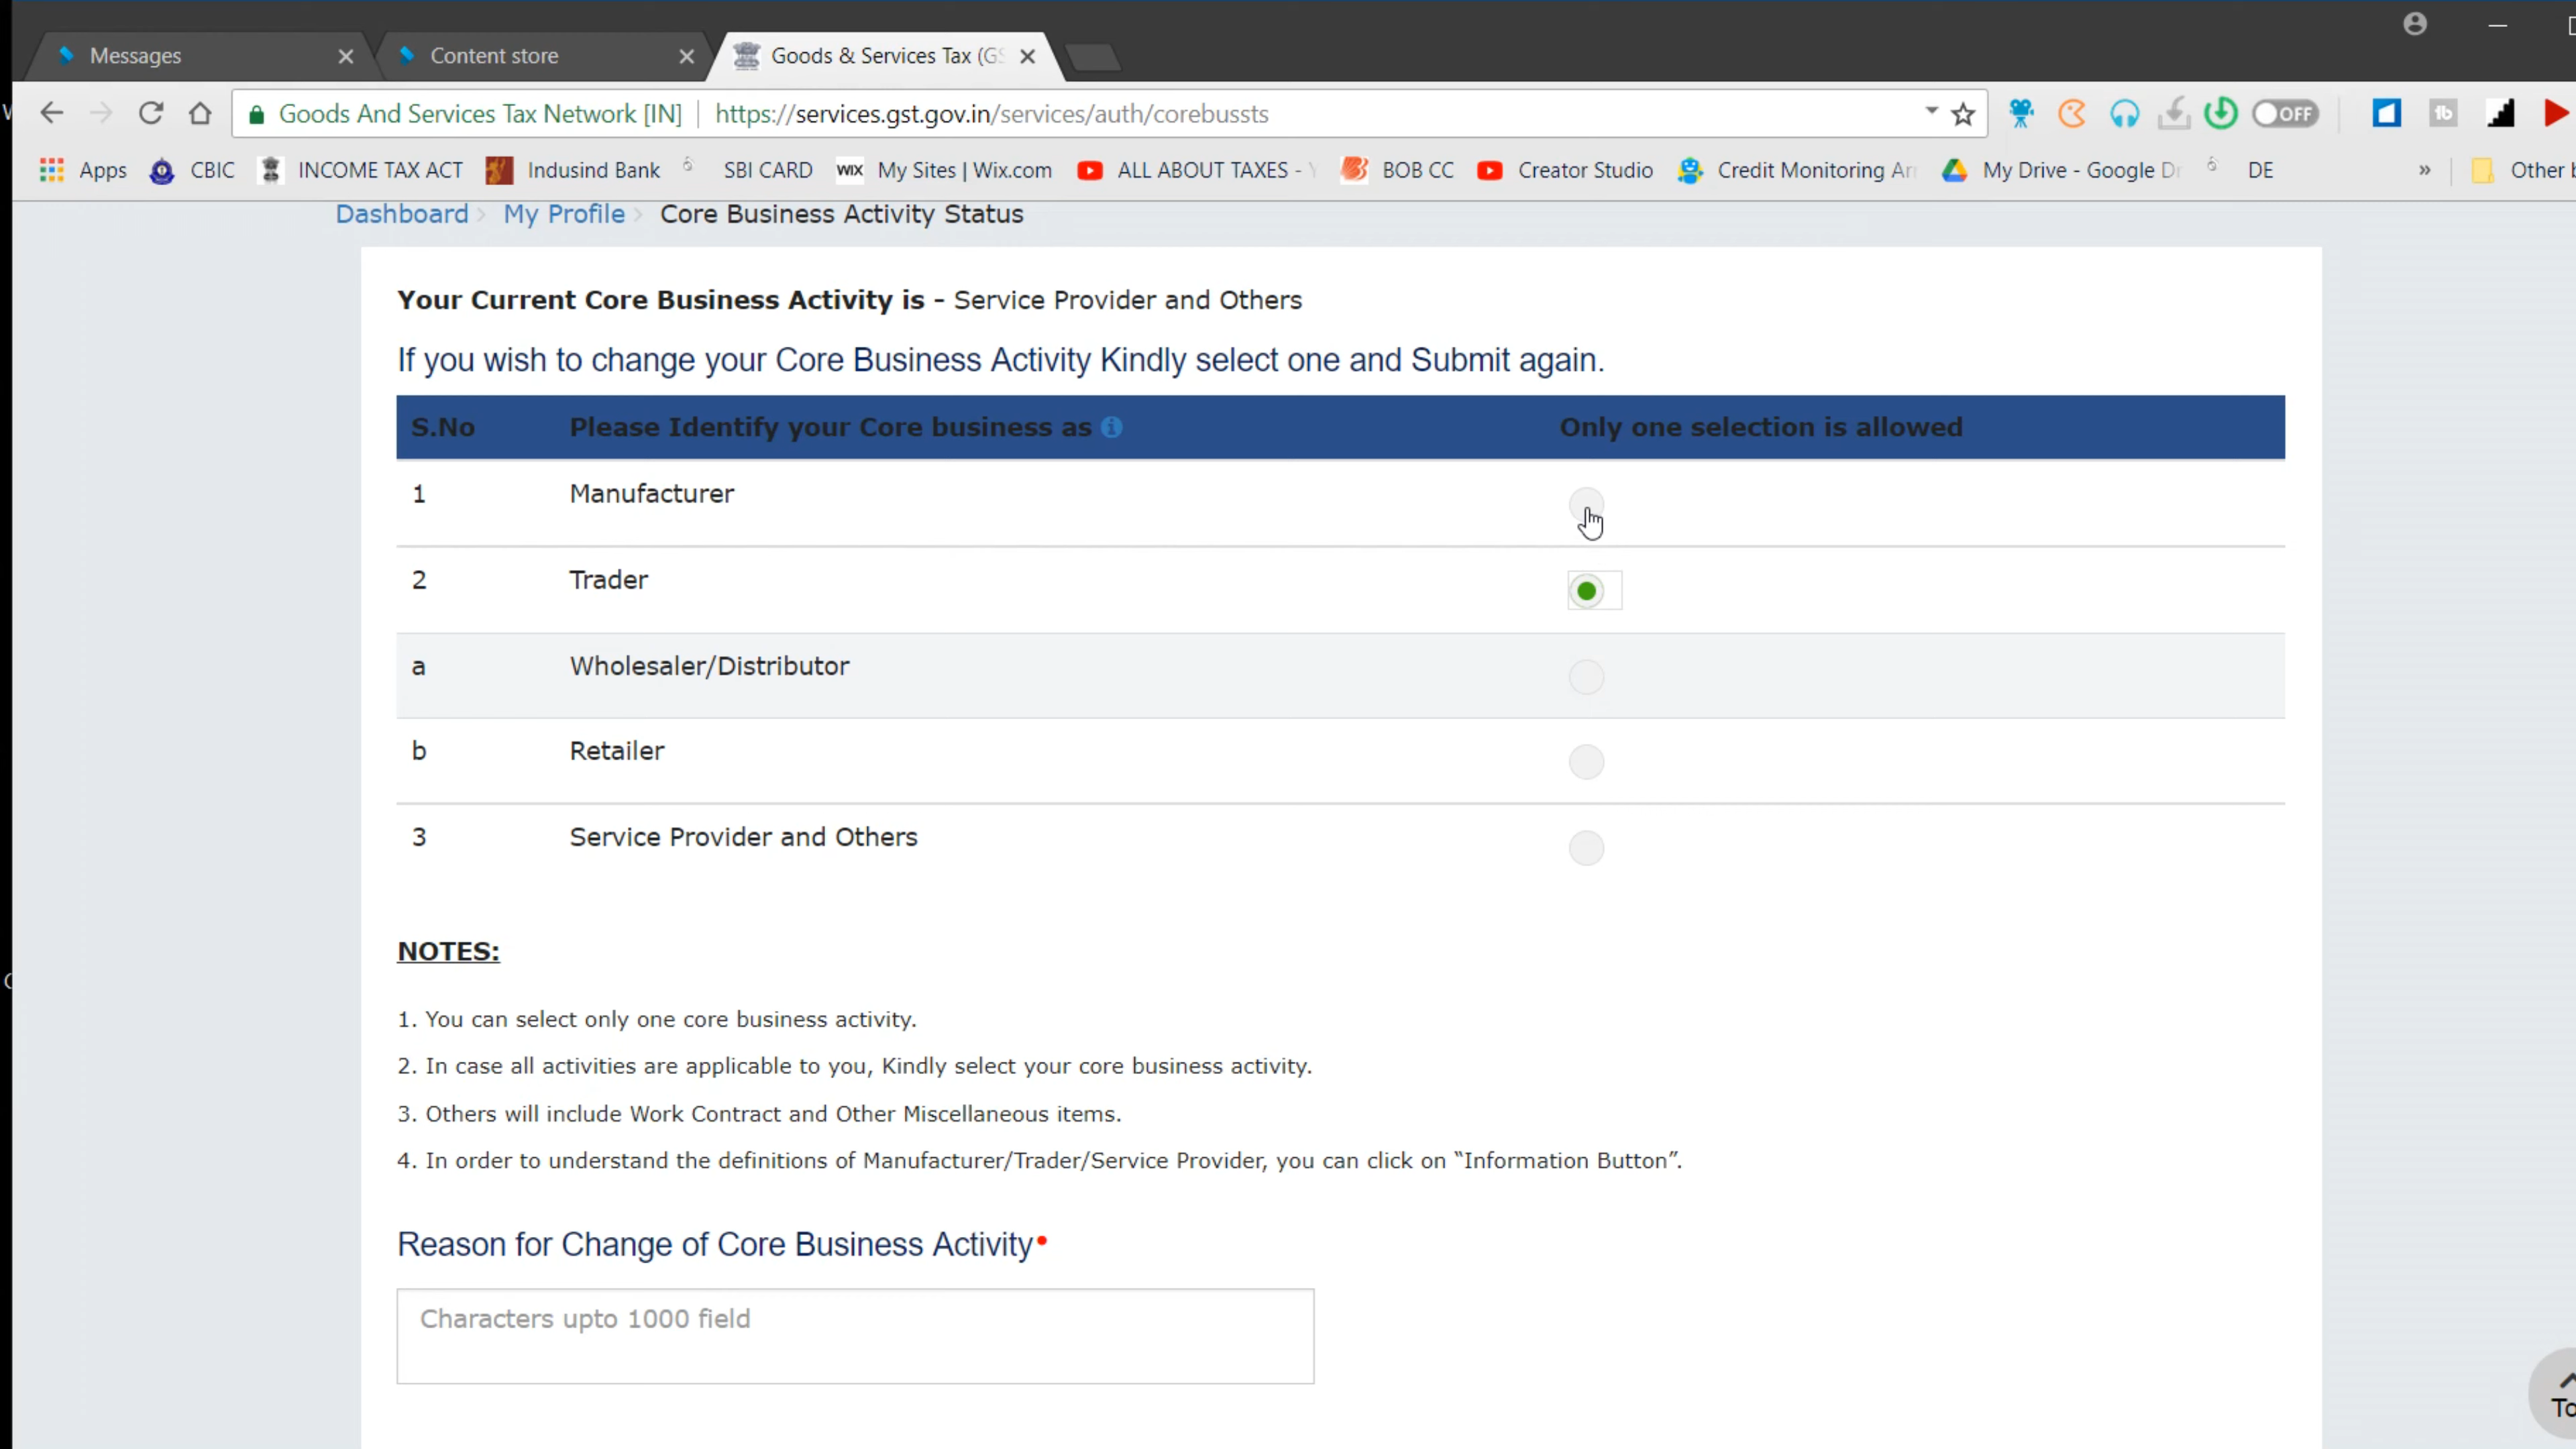 Messages
Content store
Goods & Services Tax (GS
Goods And Services Tax Network [IN] | https://services.gst.gov.in/services/auth/corebussts
OFF
Apps CBIC INCOME TAX ACT Indusind Bank SBI CARD WIX My Sites | Wix.com ALL ABOUT TAXES - Y BOB CC Creator Studio Credit Monitoring Arr My Drive - Google Dr DE » Other b
Dashboard My Profile Core Business Activity Status
Your Current Core Business Activity is - Service Provider and Others
If you wish to change your Core Business Activity Kindly select one and Submit again.
S.No Please Identify your Core business as Only one selection is allowed
1 Manufacturer
2 Trader
a Wholesaler/Distributor
b Retailer
3 Service Provider and Others
NOTES:
1. You can select only one core business activity.
2. In case all activities are applicable to you, Kindly select your core business activity.
3. Others will include Work Contract and Other Miscellaneous items.
4. In order to understand the definitions of Manufacturer/Trader/Service Provider, you can click on “Information Button”.
Reason for Change of Core Business Activity•
Characters upto 1000 field
To